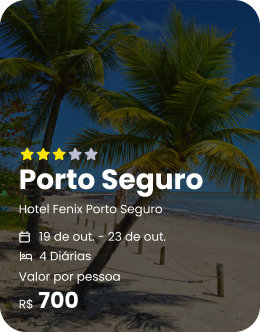 Porto Seguro
Hotel Fenix Porto Seguro
19 de out. - 23 de out.
4 Diárias
Valor por pessoa
R$ 700